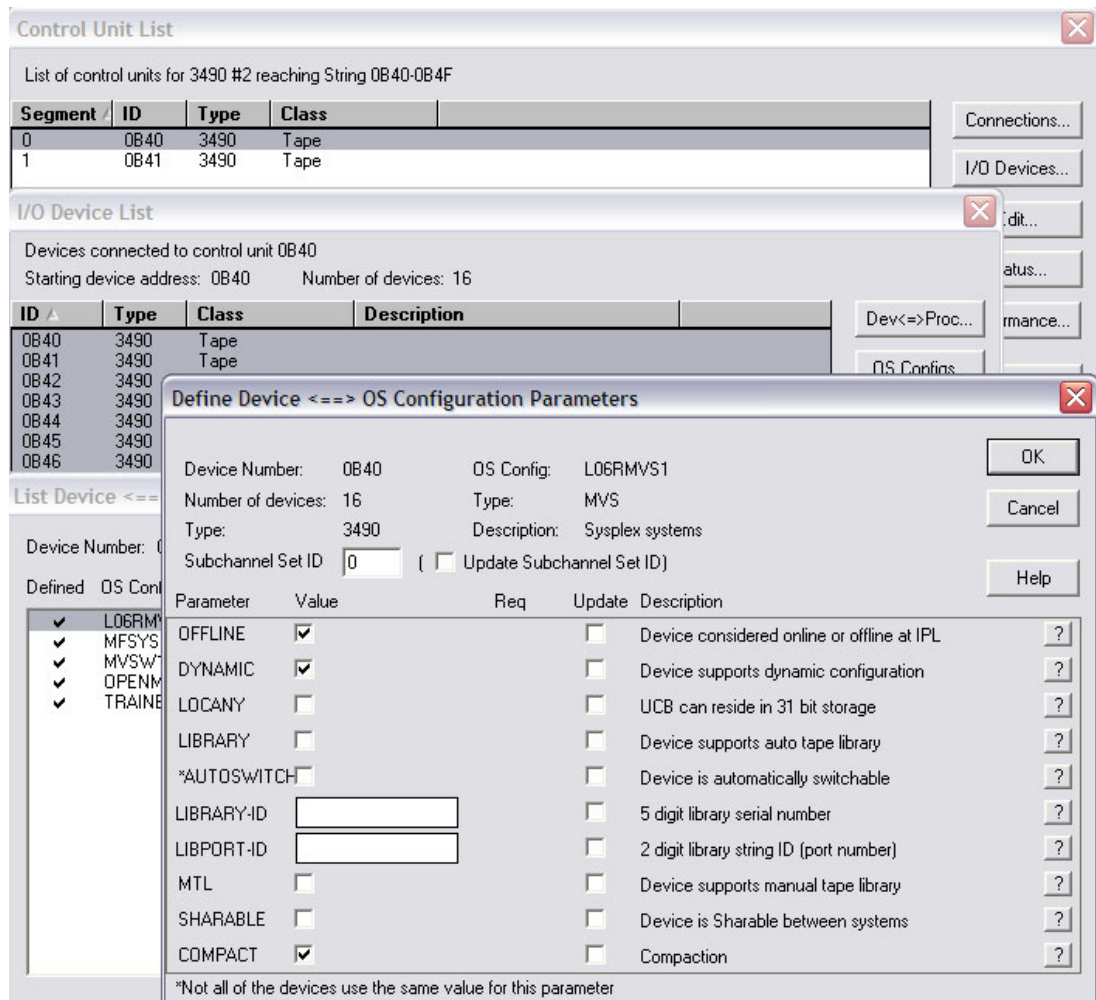 Control Unit List
List of control units for 3490 #2 reaching String 0B40-0B4F
Segment ID Type Class
0 0B40 3490 Tape
1 0B41 3490 Tape
Connections...
I/O Devices...
dit...
atus...
rmance...
I/O Device List
Devices connected to control unit 0B40
Starting device address: 0B40 Number of devices: 16
ID Type Class Description
0B40 3490 Tape
0B41 3490 Tape
0B42 3490
0B43 3490
0B44 3490
0B45 3490
0B46 3490
Dev<=>Proc...
OS Configs
List Device <==
Device Number:
Defined OS Conf
L06RMV
MFSYS
MVSWT
OPENM
TRAINE
Define Device <==> OS Configuration Parameters
Device Number: 0B40 OS Config: L06RMVS1
Number of devices: 16 Type: MVS
Type: 3490 Description: Sysplex systems
Subchannel Set ID 0 ( Update Subchannel Set ID)
OK
Cancel
Help
Parameter Value Req Update Description
OFFLINE Device considered online or offline at IPL ?
DYNAMIC Device supports dynamic configuration ?
LOCANY UCB can reside in 31 bit storage ?
LIBRARY Device supports auto tape library ?
*AUTOSWITCH Device is automatically switchable ?
LIBRARY-ID 5 digit library serial number ?
LIBPORT-ID 2 digit library string ID (port number) ?
MTL Device supports manual tape library ?
SHARABLE Device is Sharable between systems ?
COMPACT Compaction ?
*Not all of the devices use the same value for this parameter